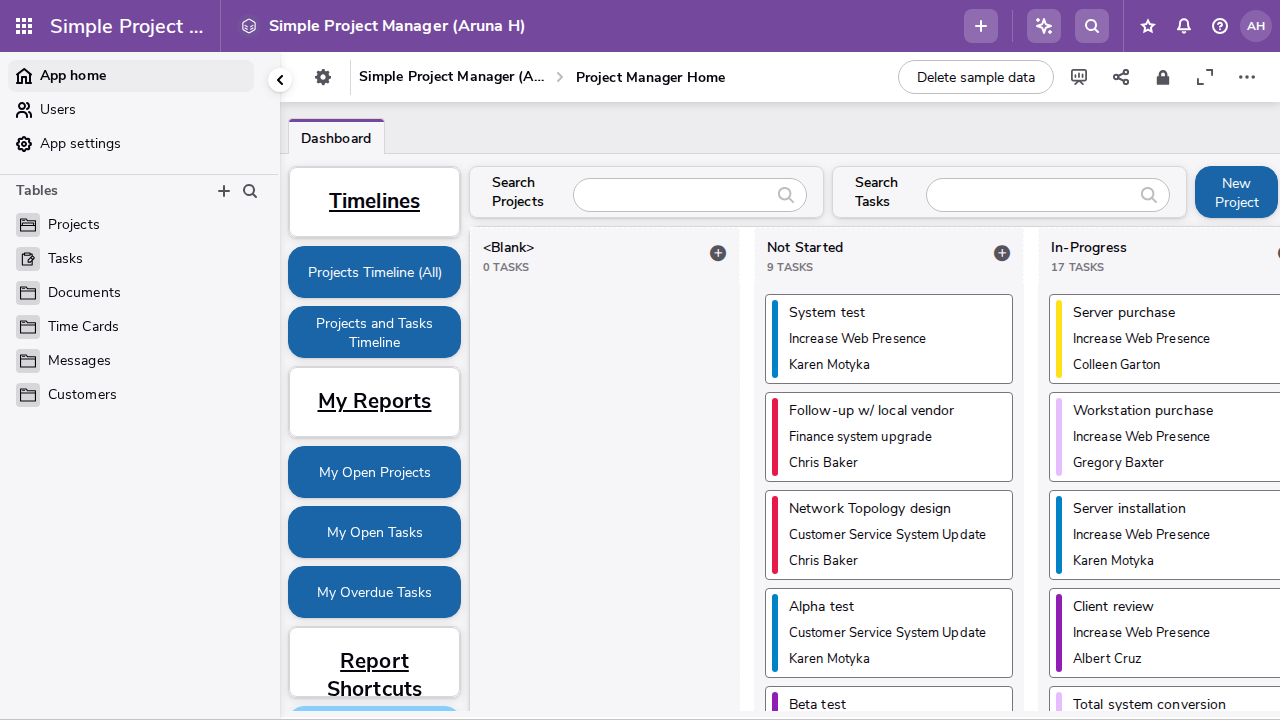 Simple Project ...
Simple Project Manager (Aruna H)
AH
App home
Users
App settings
Tables
Projects
Tasks
Documents
Time Cards
Messages
Customers
Simple Project Manager (A...
Project Manager Home
Delete sample data
Dashboard
Timelines
Projects Timeline (All)
Projects and Tasks
Timeline
My Reports
My Open Projects
My Open Tasks
My Overdue Tasks
Report
Shortcuts
Search
Projects
Search
Tasks
New
Project
<Blank>
0 TASKS
Not Started
9 TASKS
System test
Increase Web Presence
Karen Motyka
Follow-up w/ local vendor
Finance system upgrade
Chris Baker
Network Topology design
Customer Service System Update
Chris Baker
Alpha test
Customer Service System Update
Karen Motyka
Beta test
In-Progress
17 TASKS
Server purchase
Increase Web Presence
Colleen Garton
Workstation purchase
Increase Web Presence
Gregory Baxter
Server installation
Increase Web Presence
Karen Motyka
Client review
Increase Web Presence
Albert Cruz
Total system conversion